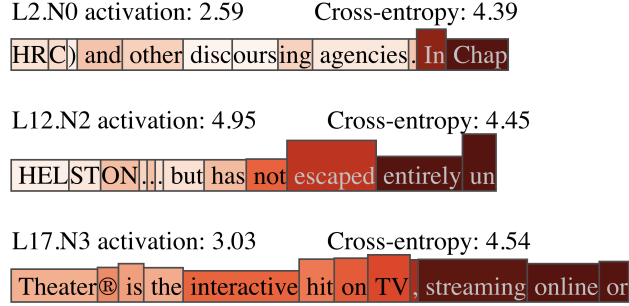 L2.N0 activation: 2.59 Cross-entropy: 4.39
HRC) and other discoursing agencies. In Chap
L12.N2 activation: 4.95 Cross-entropy: 4.45
HELSTON... but has not escaped entirely un
L17.N3 activation: 3.03 Cross-entropy: 4.54
Theater® is the interactive hit on TV, streaming online or